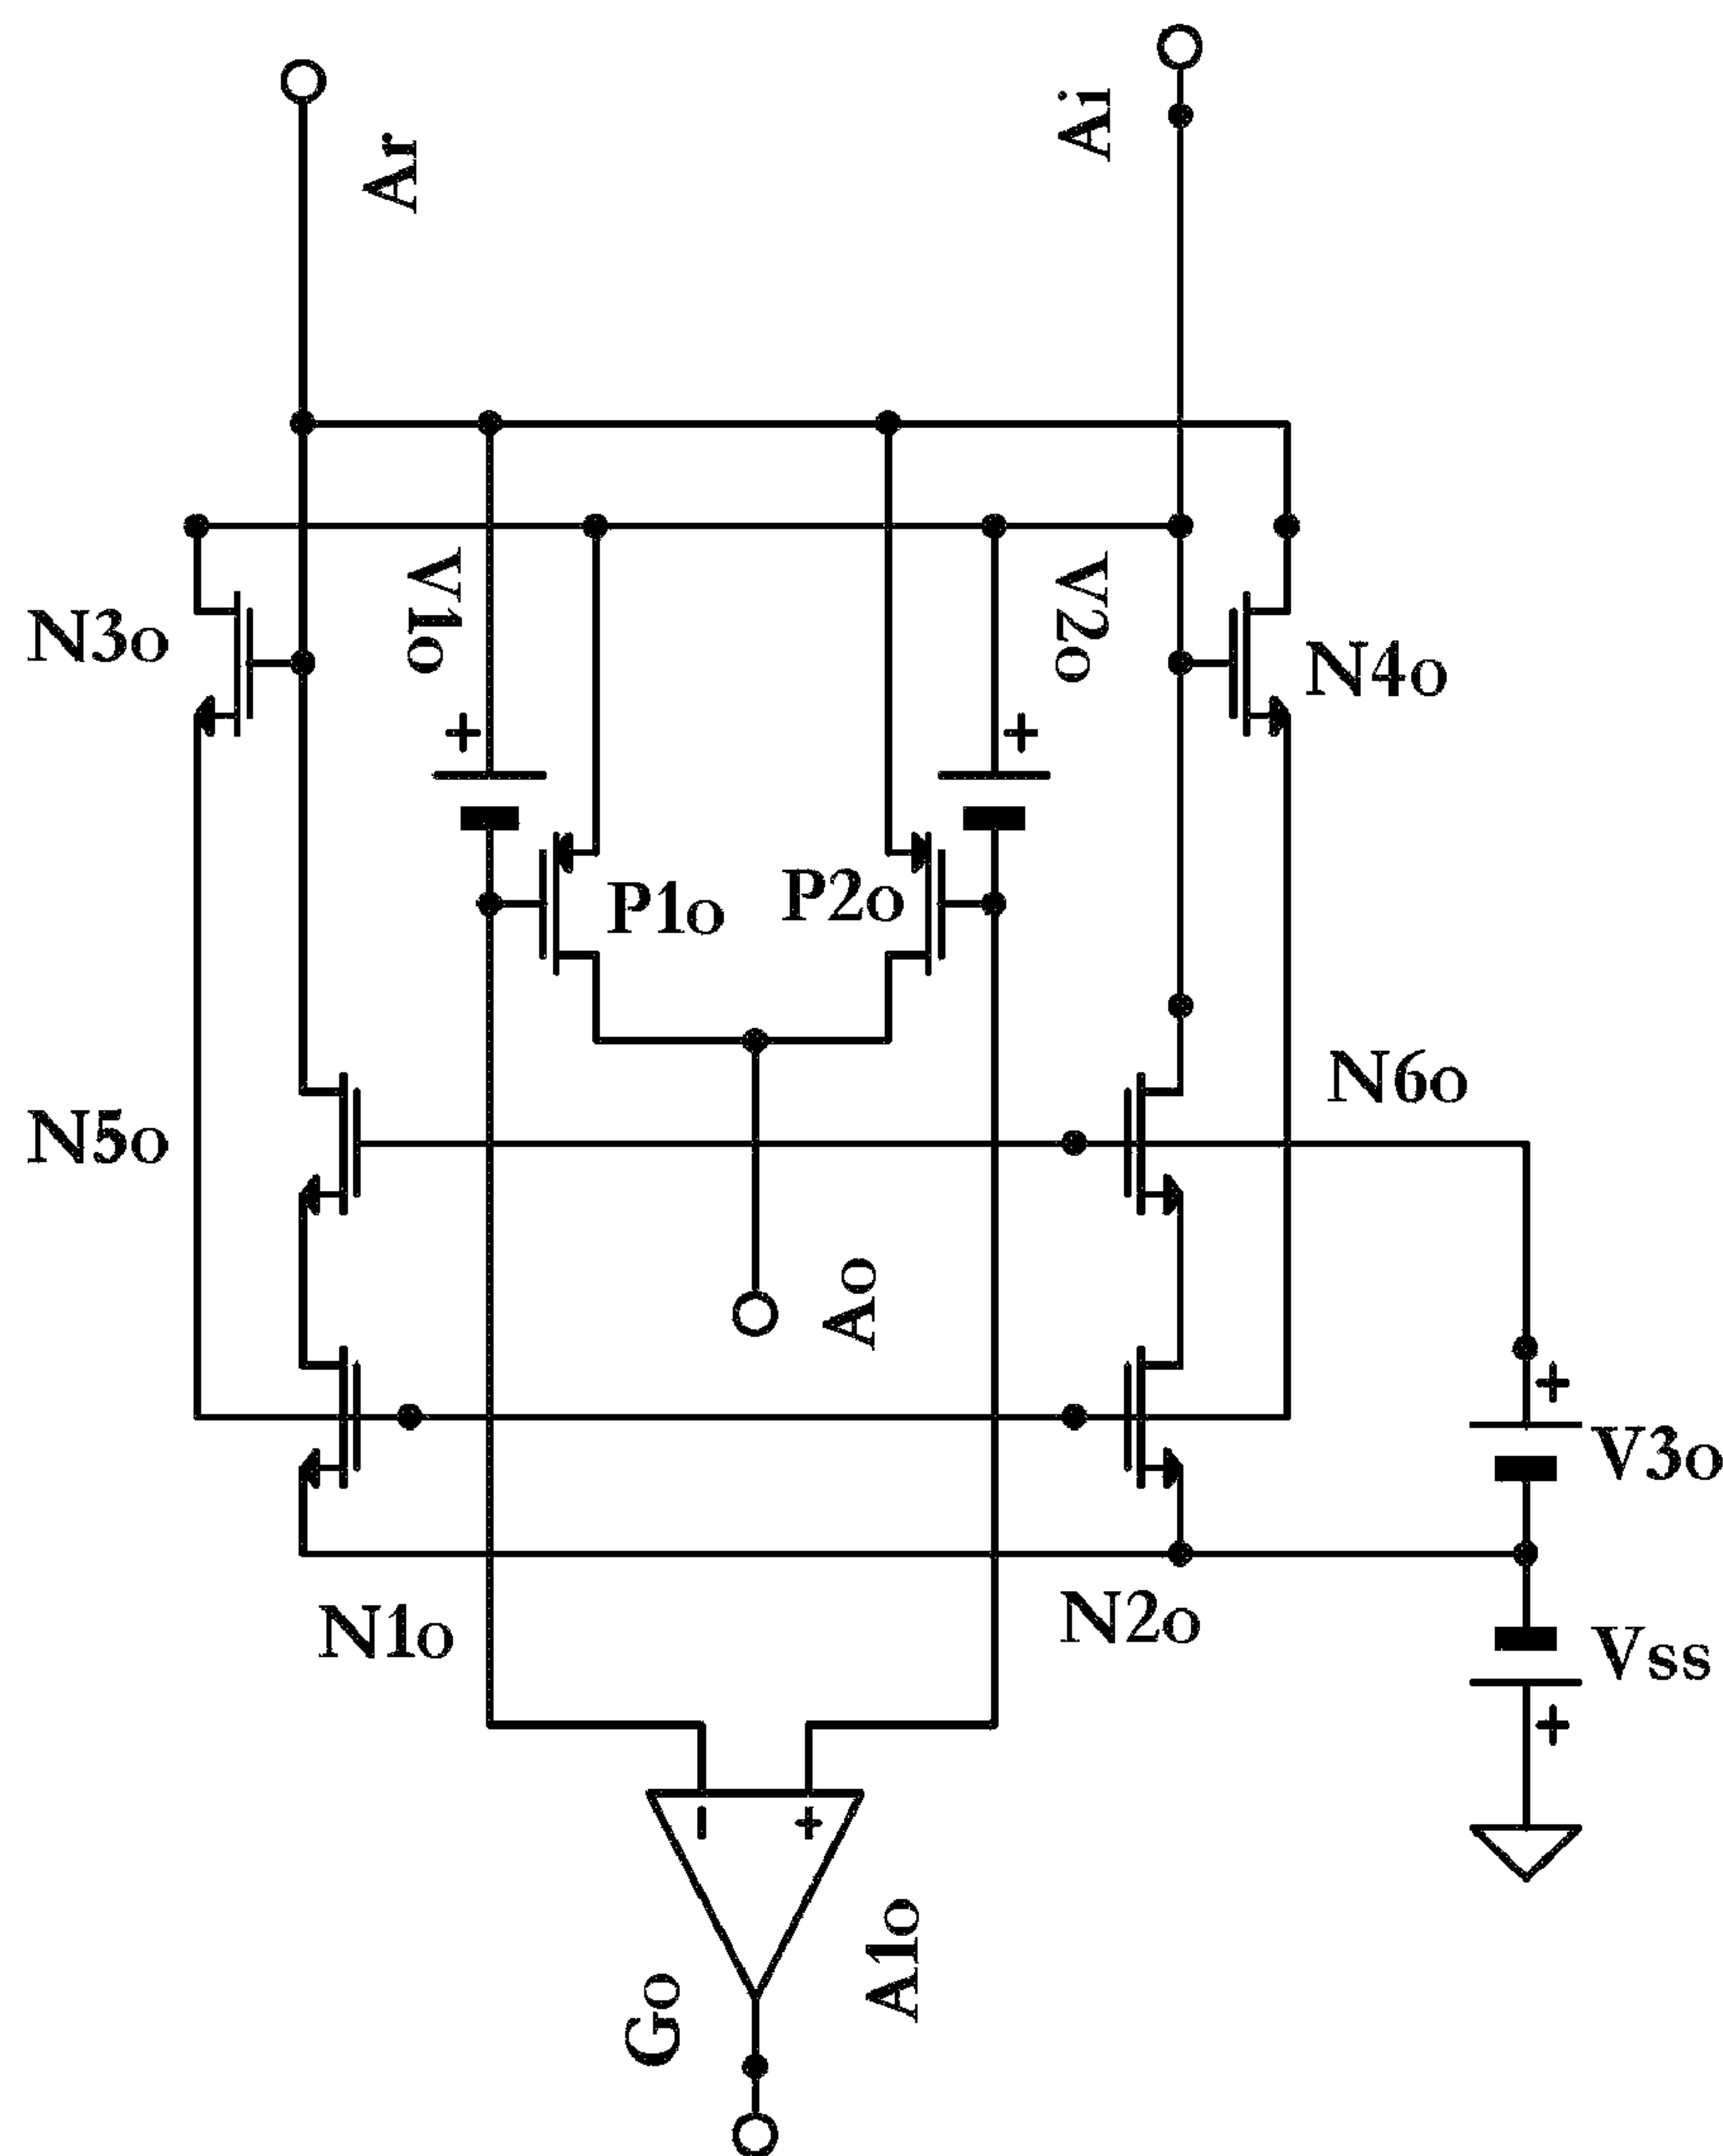 Ar
Ai
V1o
V2o
N3o
N4o
+
+
P1o
P2o
N5o
N6o
Ao
+
V3o
N1o
N2o
Vss
+
-
+
A1o
Go